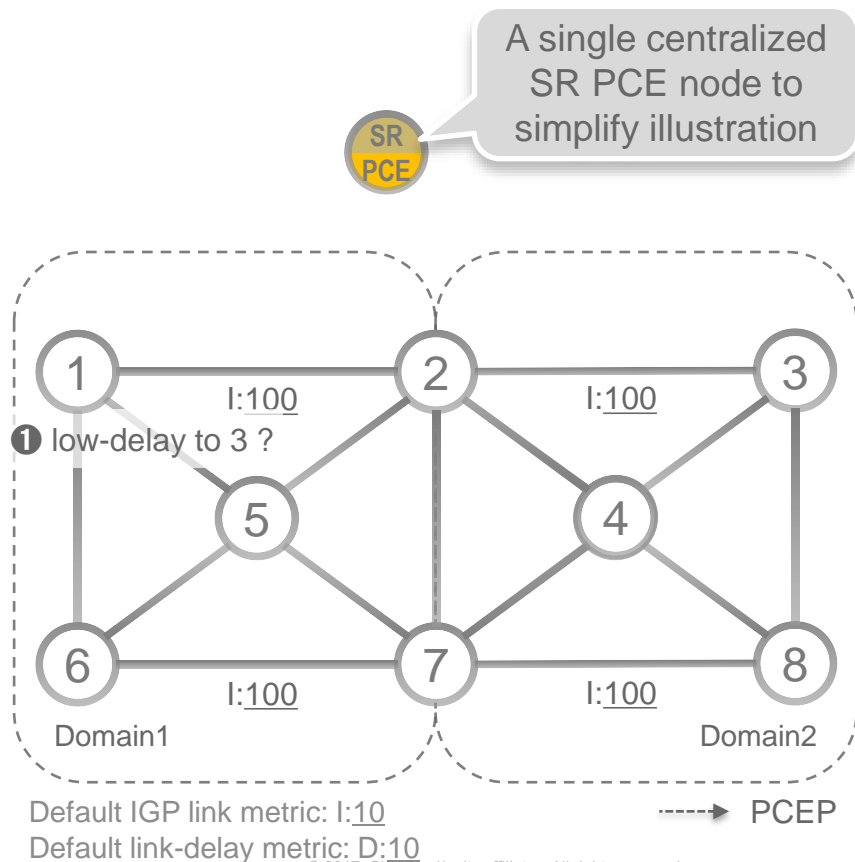 A single centralized
SR PCE node to
simplify illustration
SR
PCE
1
2
3
I:100
I:100
❶ low-delay to 3 ?
5
4
6
7
8
I:100
I:100
Domain1
Domain2
Default IGP link metric: I:10
PCEP
Default link-delay metric: D:10